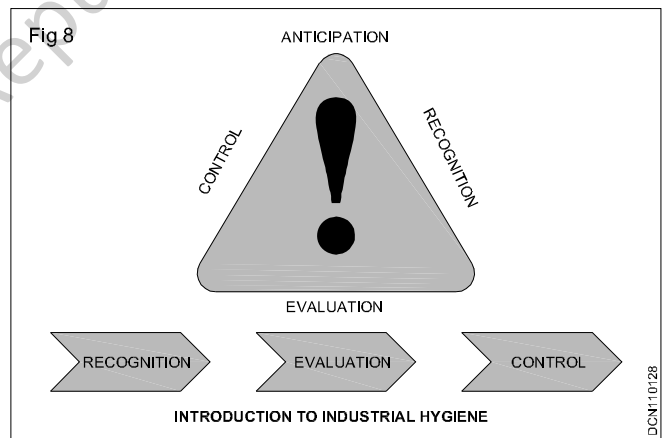 Fig 8
ANTICIPATION
CONTROL
RECOGNITION
EVALUATION
RECOGNITION
EVALUATION
CONTROL
INTRODUCTION TO INDUSTRIAL HYGIENE
DCN110128